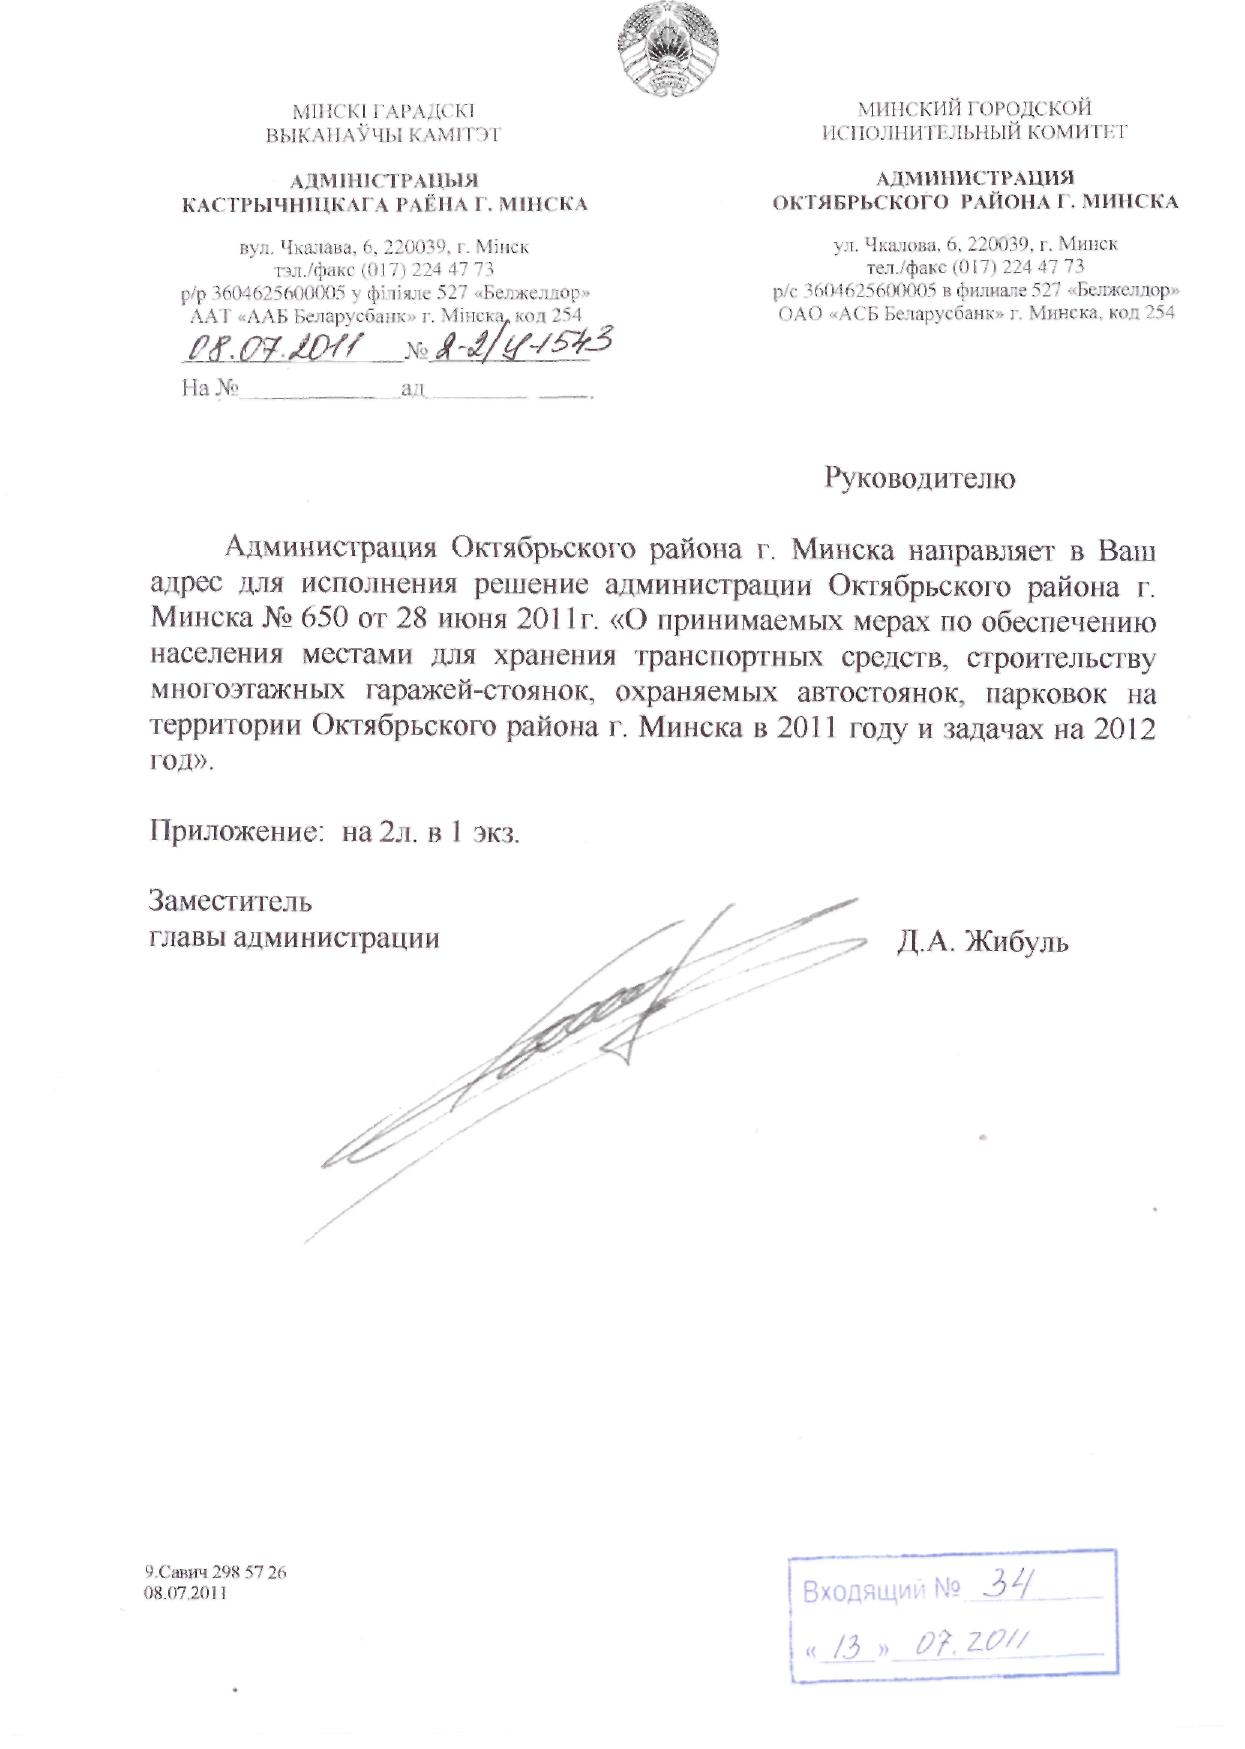 МІНСКІ ГАРАДСКІ
ВЫКАНАЎЧЫ КАМІТЭТ
АДМІНІСТРАЦЫЯ
КАСТРЫЧНІЦКАГА РАЁНА Г. МІНСКА
вул. Чкалава, 6, 220039, г. Мінск
тэл./факс (017) 224 47 73
р/р 3604625600005 у філіяле 527 «Белжелдор»
ААТ «ААБ Беларусбанк» г. Мінска, код 254
08.07.2011 № 2-2/4-1543
На № ад
МИНСКИЙ ГОРОДСКОЙ
ИСПОЛНИТЕЛЬНЫЙ КОМИТЕТ
АДМИНИСТРАЦИЯ
ОКТЯБРЬСКОГО РАЙОНА Г. МИНСКА
ул. Чкалова, 6, 220039, г. Минск
тел./факс (017) 224 47 73
р/с 3604625600005 в филиале 527 «Белжелдор»
ОАО «АСБ Беларусбанк» г. Минска, код 254
Руководителю
Администрация Октябрьского района г. Минска направляет в Ваш
адрес для исполнения решение администрации Октябрьского района г.
Минска № 650 от 28 июня 2011г. «О принимаемых мерах по обеспечению
населения местами для хранения транспортных средств, строительству
многоэтажных гаражей-стоянок, охраняемых автостоянок, парковок на
территории Октябрьского района г. Минска в 2011 году и задачах на 2012
год».
Приложение: на 2л. в 1 экз.
Заместитель
главы администрации Д.А. Жибуль
9.Савич 298 57 26
08.07.2011
Входящий № 34
« 13 » 07.2011